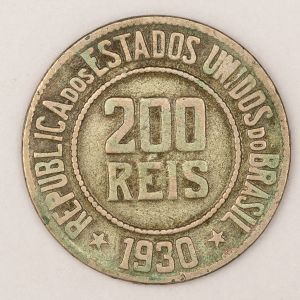 REPUBLICA DOS ESTADOS UNIDOS DO BRASIL
200
RÉIS
1930